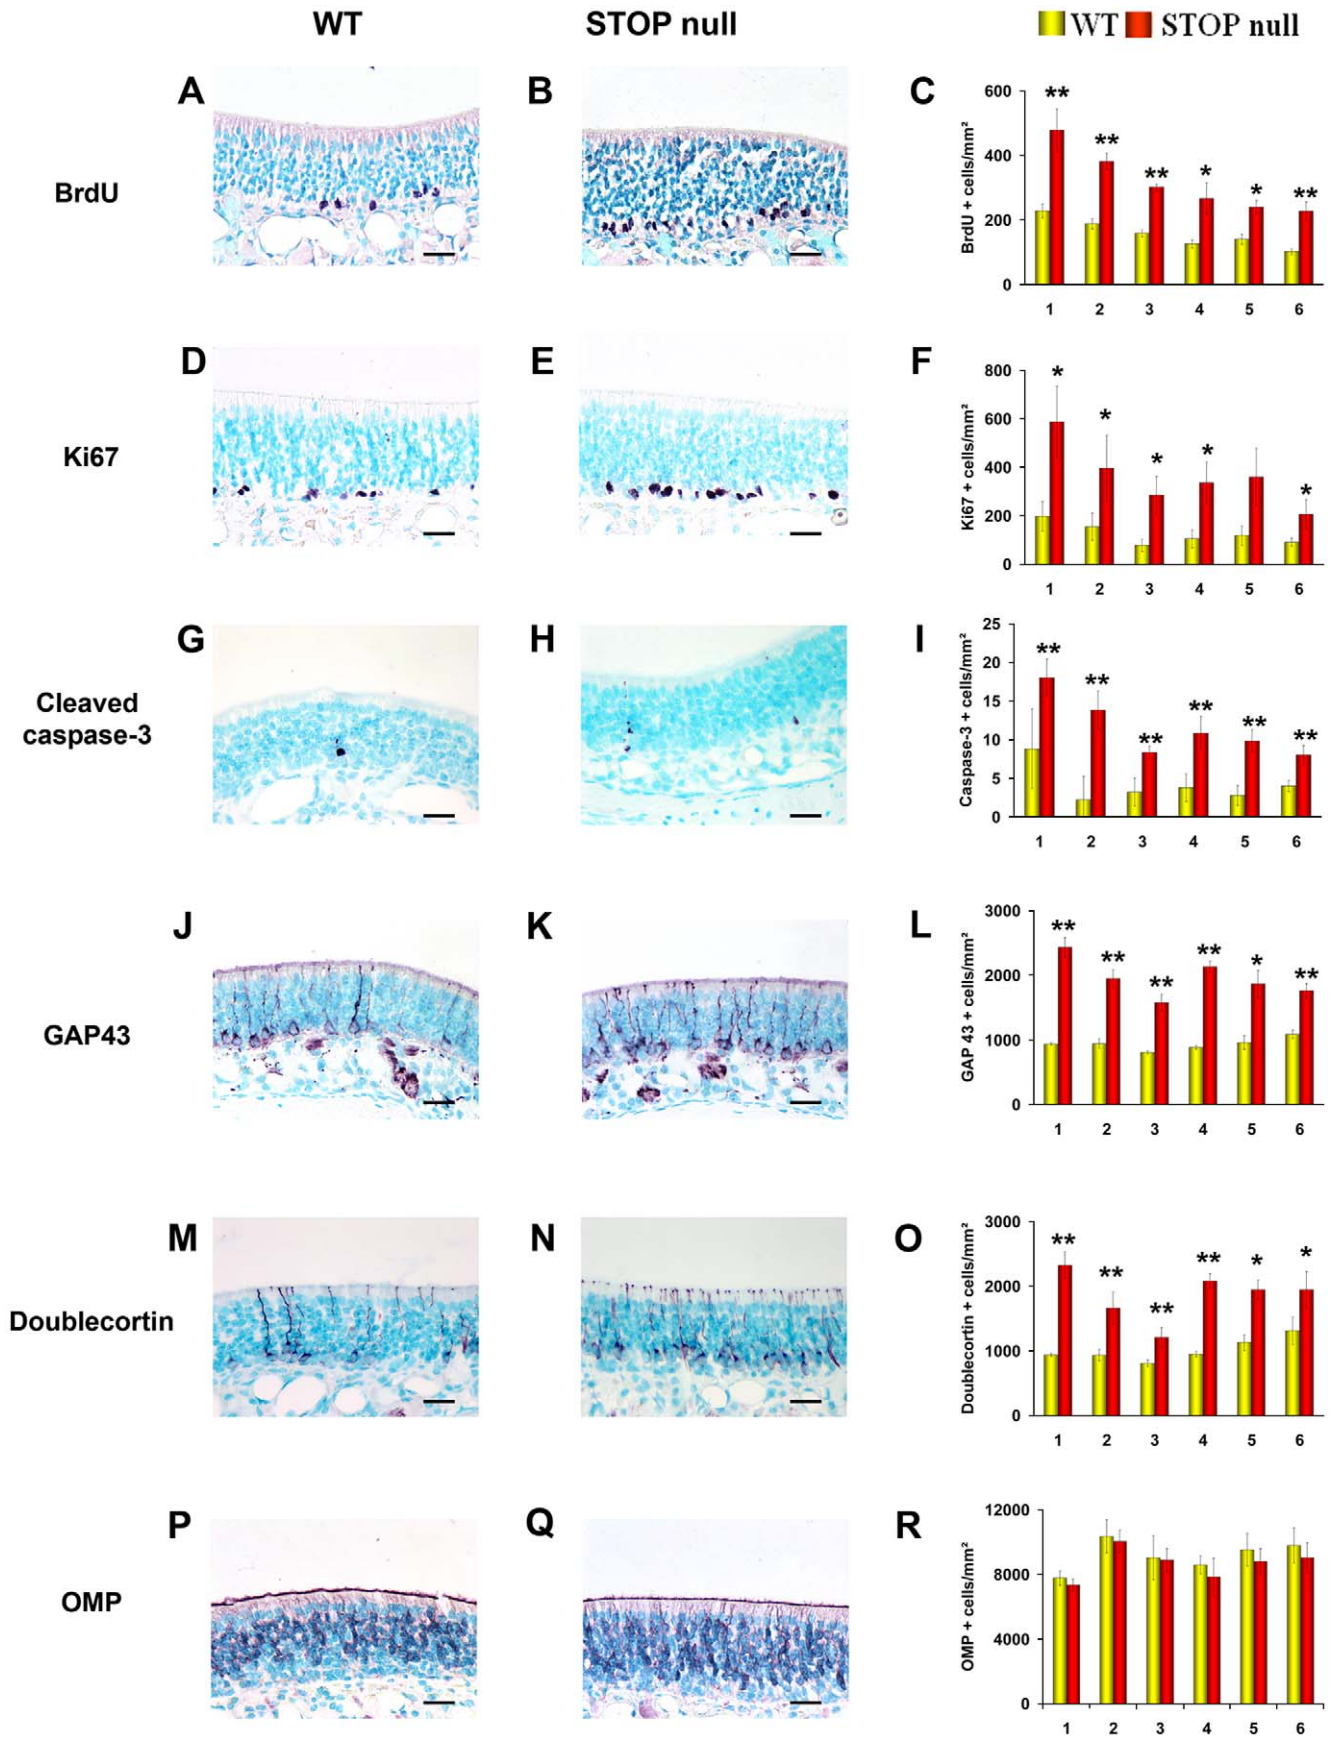 WT STOP null WT STOP null
A B C
BrdU
BrdU + cells/mm²
600
400
200
0
** ** ** * * **
1 2 3 4 5 6
D E F
Ki67
Ki67 + cells/mm²
800
600
400
200
0
* * * * *
1 2 3 4 5 6
G H I
Cleaved
caspase-3
Caspase-3 + cells/mm²
25
20
15
10
5
0
** ** ** ** ** **
1 2 3 4 5 6
J K L
GAP43
GAP 43 + cells/mm²
3000
2000
1000
0
** ** ** ** * **
1 2 3 4 5 6
M N O
Doublecortin
Doublecortin + cells/mm²
3000
2000
1000
0
** ** ** ** * *
1 2 3 4 5 6
P Q R
OMP
OMP + cells/mm²
12000
8000
4000
0
1 2 3 4 5 6